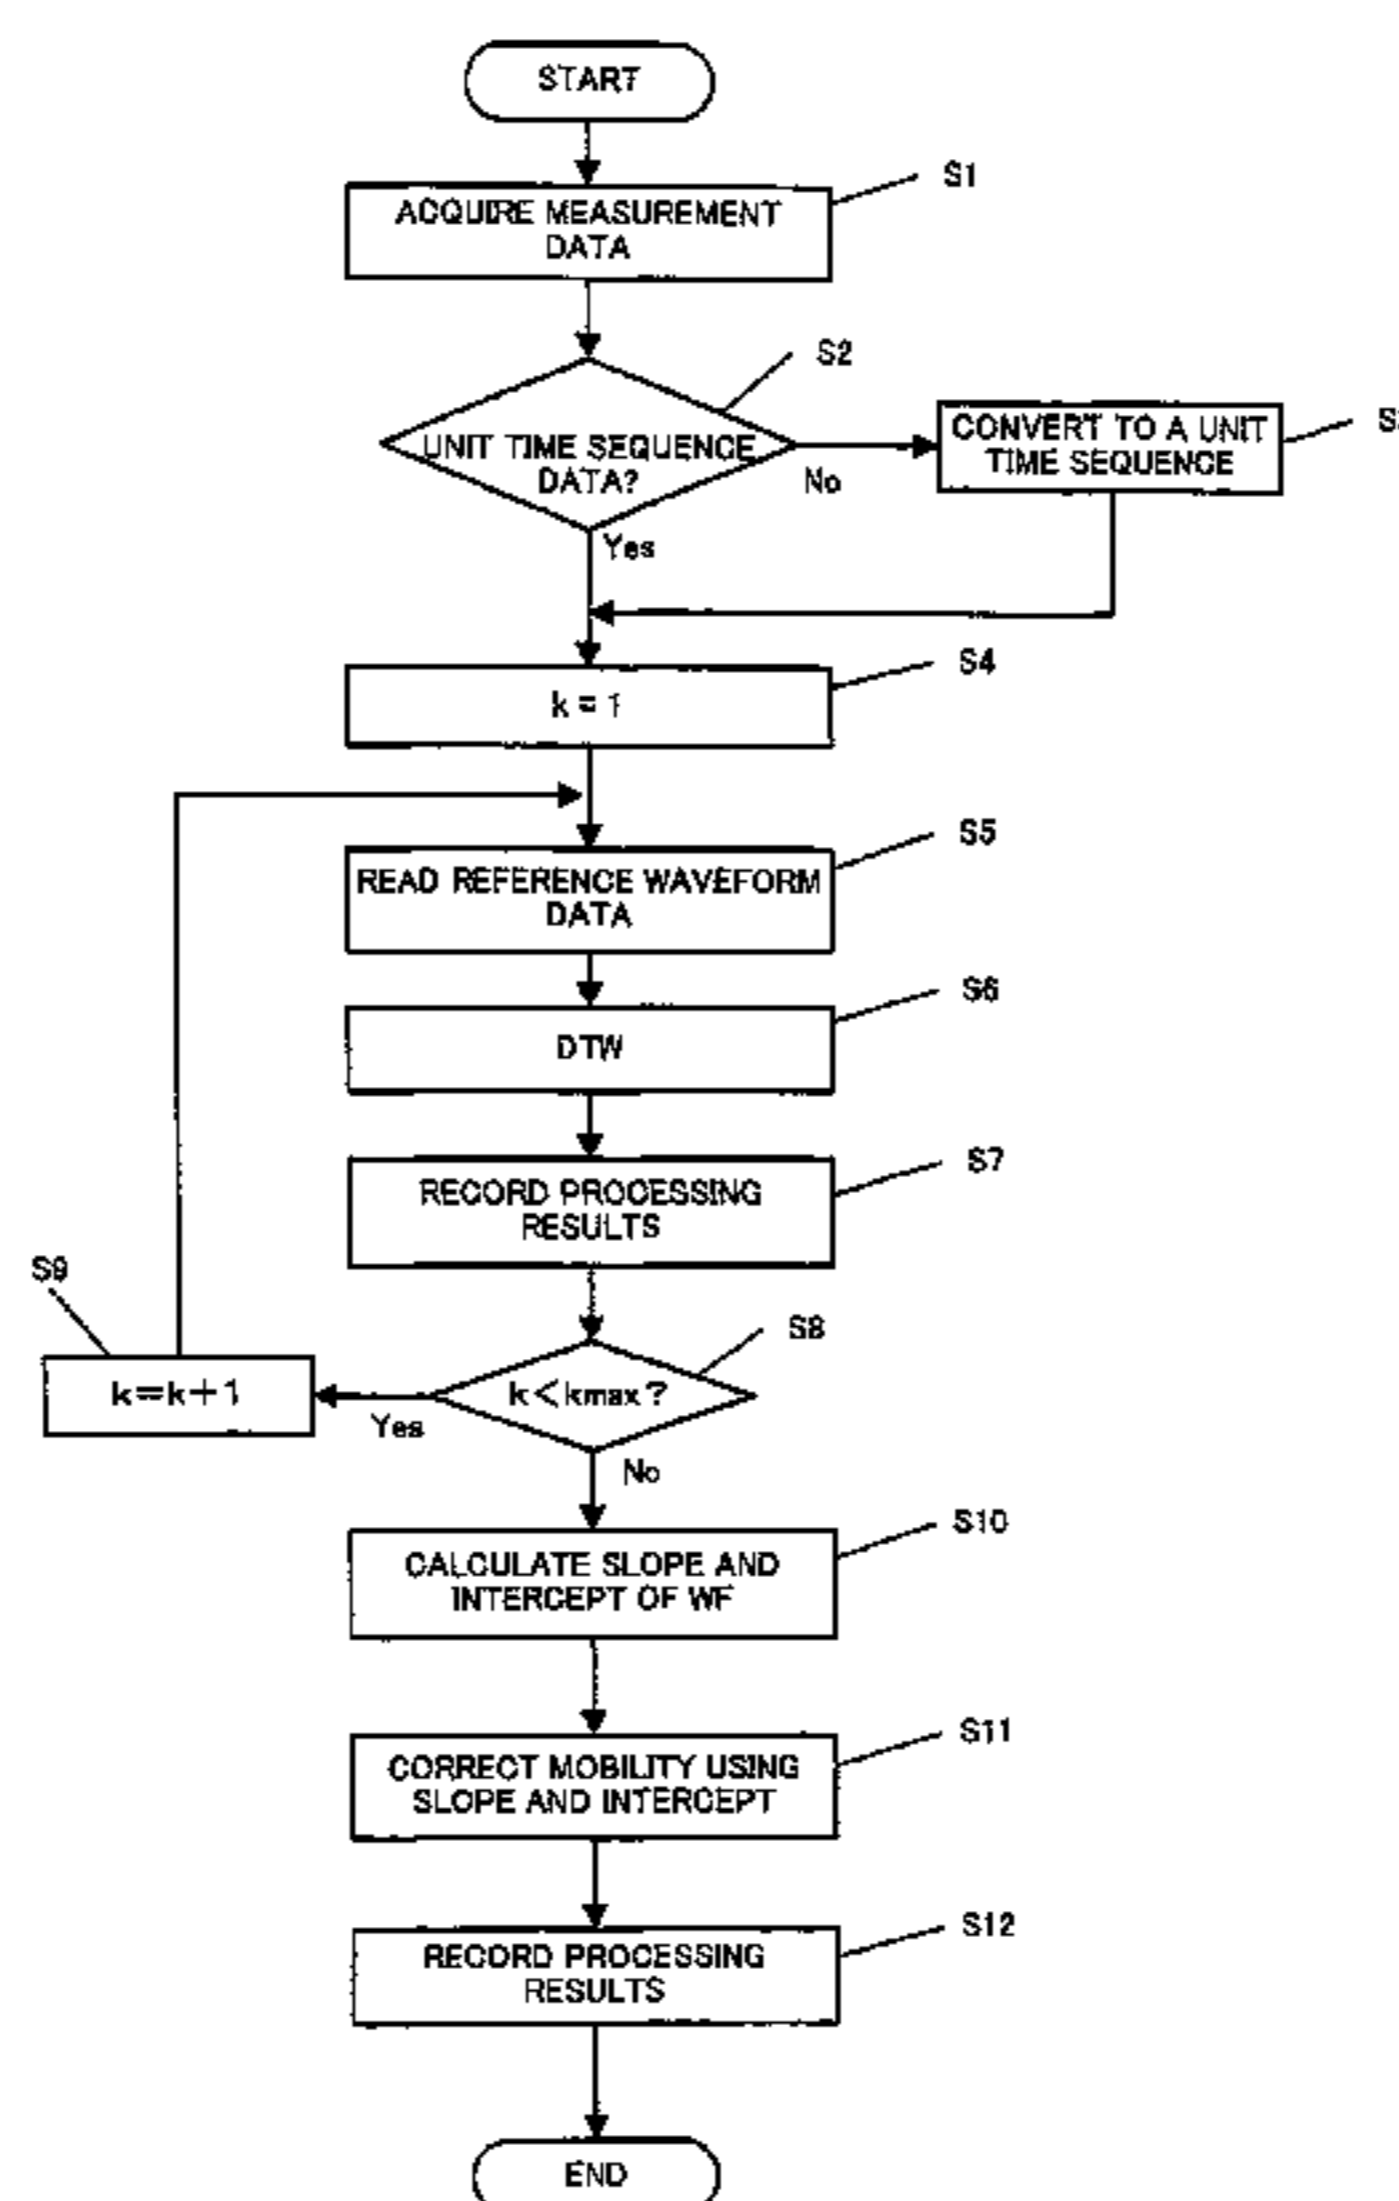 START
S1
ACQUIRE MEASUREMENT
DATA
S2
UNIT TIME SEQUENCE
DATA?
No
Yes
CONVERT TO A UNIT
TIME SEQUENCE
S4
k = 1
S5
READ REFERENCE WAVEFORM
DATA
S6
DTW
S7
RECORD PROCESSING
RESULTS
S8
k<kmax?
Yes
No
S9
k=k+1
S10
CALCULATE SLOPE AND
INTERCEPT OF WF
S11
CORRECT MOBILITY USING
SLOPE AND INTERCEPT
S12
RECORD PROCESSING
RESULTS
END